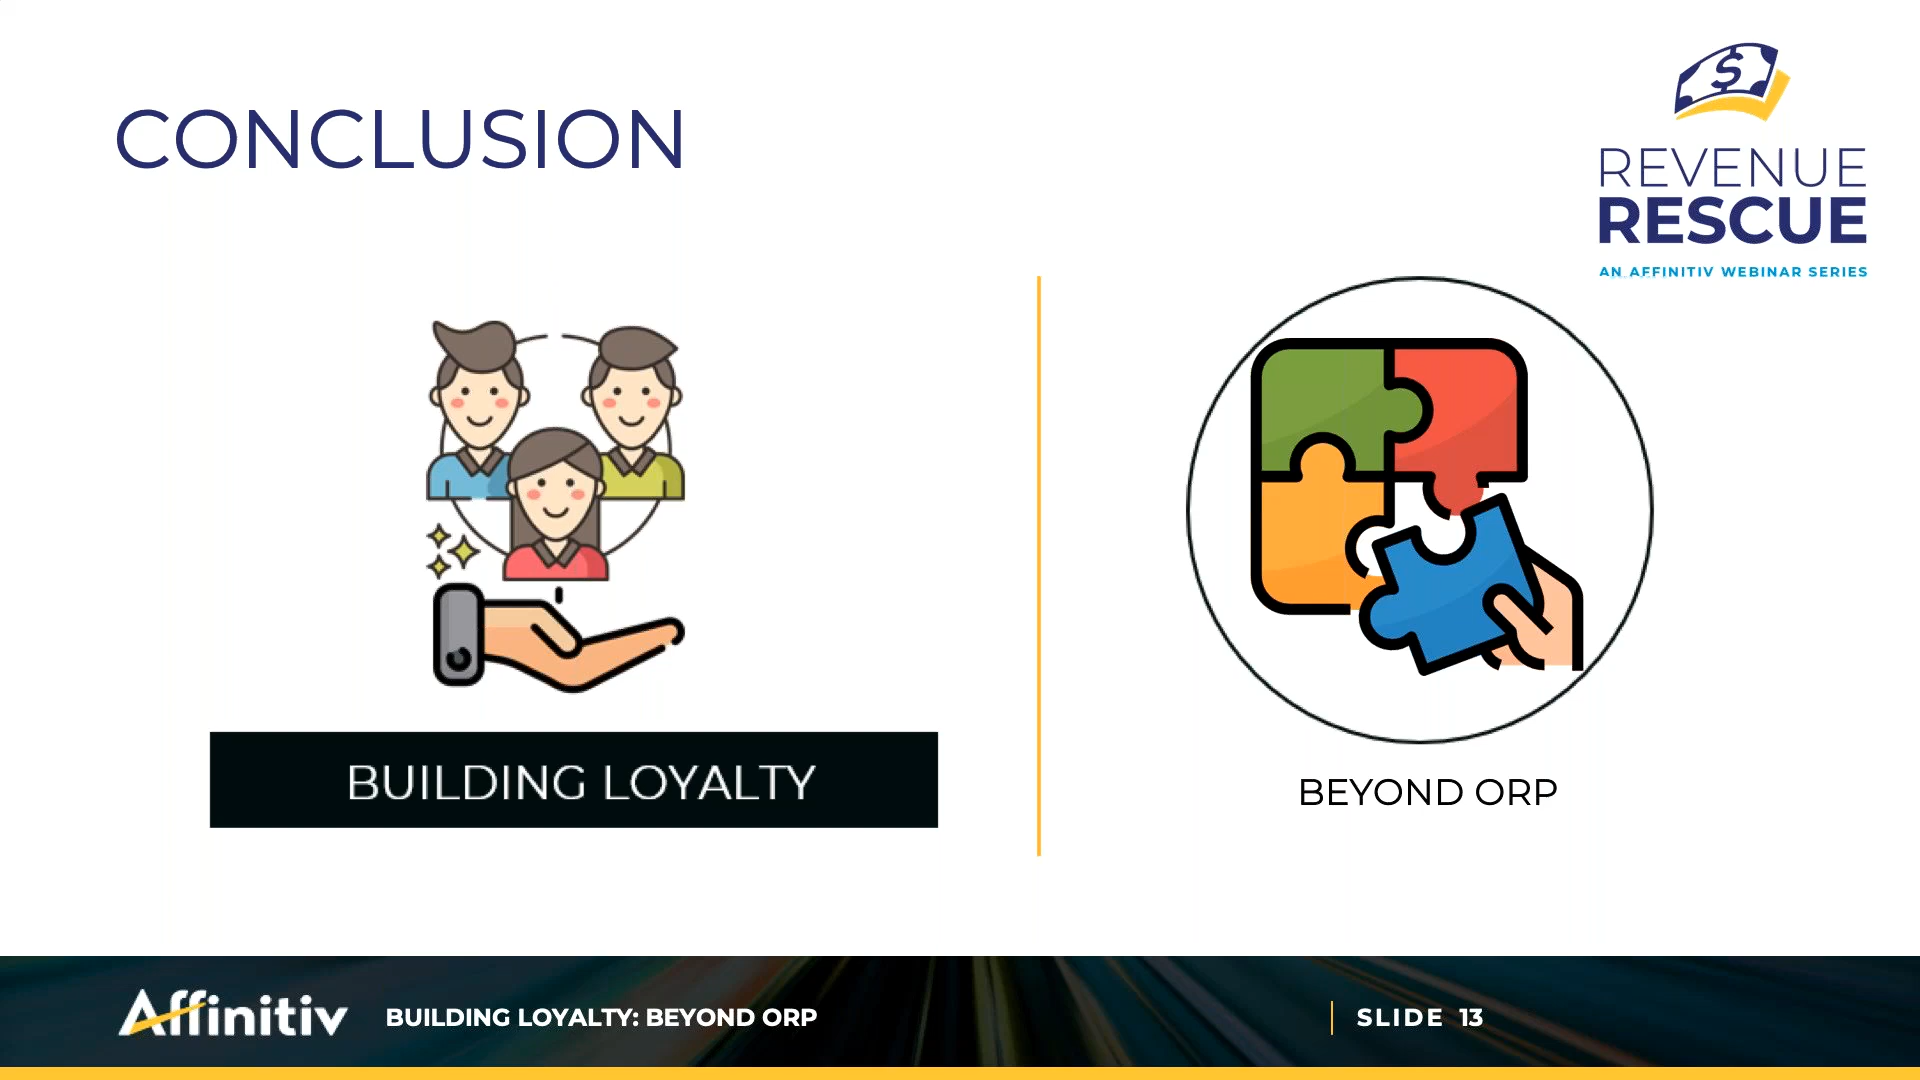 CONCLUSION
$
REVENUE
RESCUE
AN AFFINITIV WEBINAR SERIES
BUILDING LOYALTY
BEYOND ORP
Affinitiv
BUILDING LOYALTY: BEYOND ORP
SLIDE 13